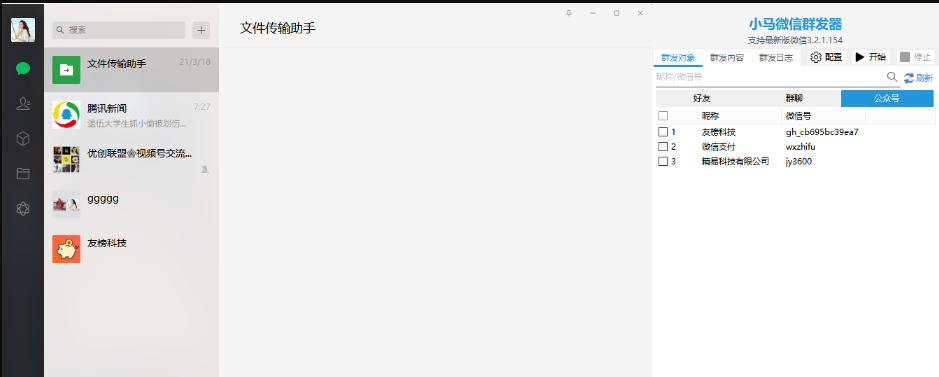 搜索
文件传输助手
21/3/18
腾讯新闻
7:27
退伍大学生抓小偷被划伤...
优创联盟🏵视频号交流...
ggggg
友榜科技
文件传输助手
小马微信群发器
支持最新版微信3.2.1.154
群发对象 群发内容 群发日志 配置 开始 停止
昵称/微信号 刷新
好友 群聊 公众号
昵称 微信号
1 友榜科技 gh_cb695bc39ea7
2 微信支付 wxzhifu
3 精易科技有限公司 jy3600